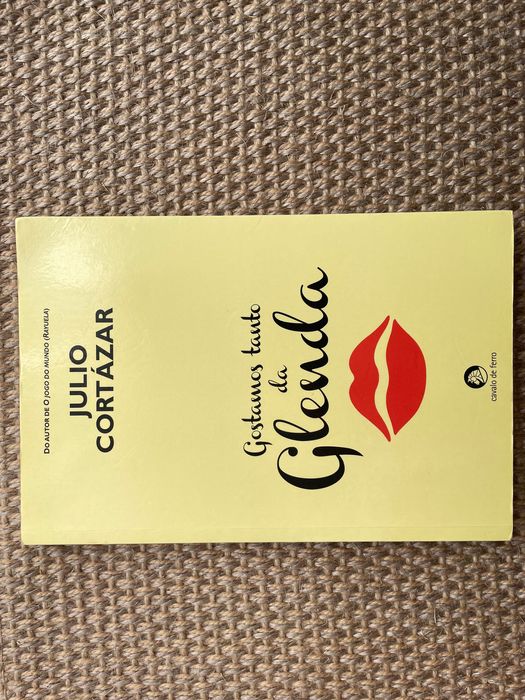 DO AUTOR DE O JOGO DO MUNDO (RAYUELA)
JULIO
CORTÁZAR
Gostamos tanto
da
Glenda
cavalo de ferro